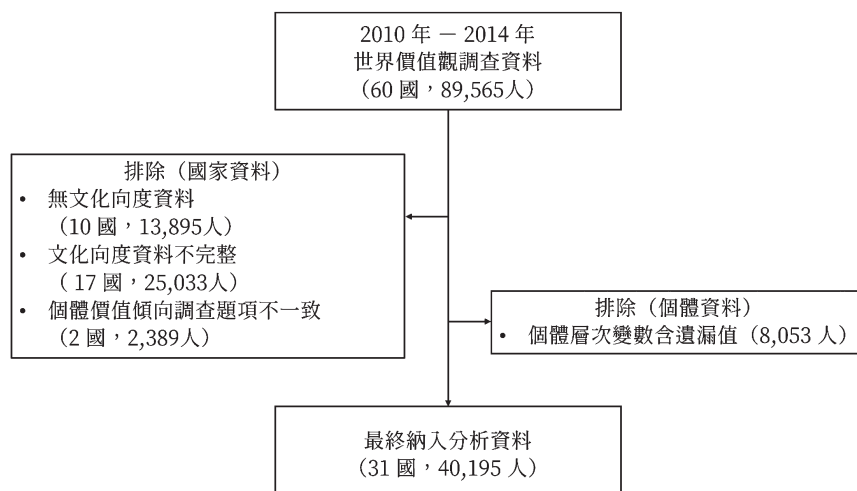 2010 年 － 2014 年
世界價值觀調查資料
（60 國，89,565人）
排除（國家資料）
• 無文化向度資料
（10 國，13,895人）
• 文化向度資料不完整
（ 17 國，25,033人）
• 個體價值傾向調查題項不一致
（2 國，2,389人）
排除（個體資料）
• 個體層次變數含遺漏值（8,053 人）
最終納入分析資料
（31 國，40,195 人）